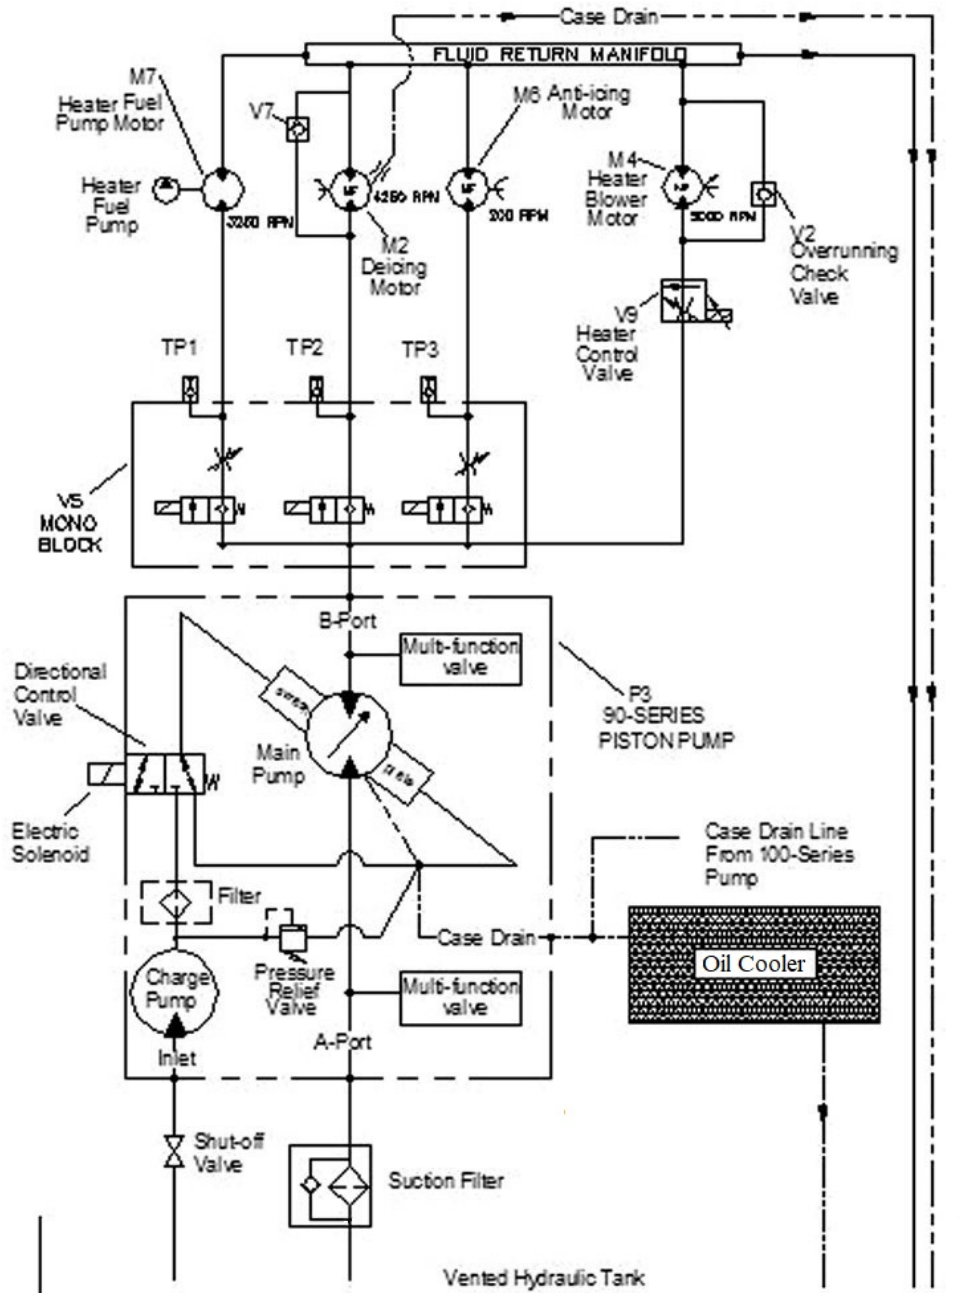 Case Drain
FLUID RETURN MANIFOLD
M7
Heater Fuel
Pump Motor
V7
M6 Anti-icing
Motor
M4
Heater
Blower
Motor
Heater
Fuel
Pump
3250 RPM
4250 RPM
200 RPM
3000 RPM
M2
Deicing
Motor
V2
Overrunning
Check
Valve
V9
Heater
Control
Valve
TP1
TP2
TP3
V5
MONO
BLOCK
B-Port
Multi-function
valve
Directional
Control
Valve
swash
P3
90-SERIES
PISTON PUMP
Main
Pump
plate
Electric
Solenoid
Case Drain Line
From 100-Series
Pump
Filter
Case Drain
Oil Cooler
Charge
Pump
Pressure
Relief
Valve
Multi-function
valve
A-Port
Inlet
Shut-off
Valve
Suction Filter
Vented Hydraulic Tank